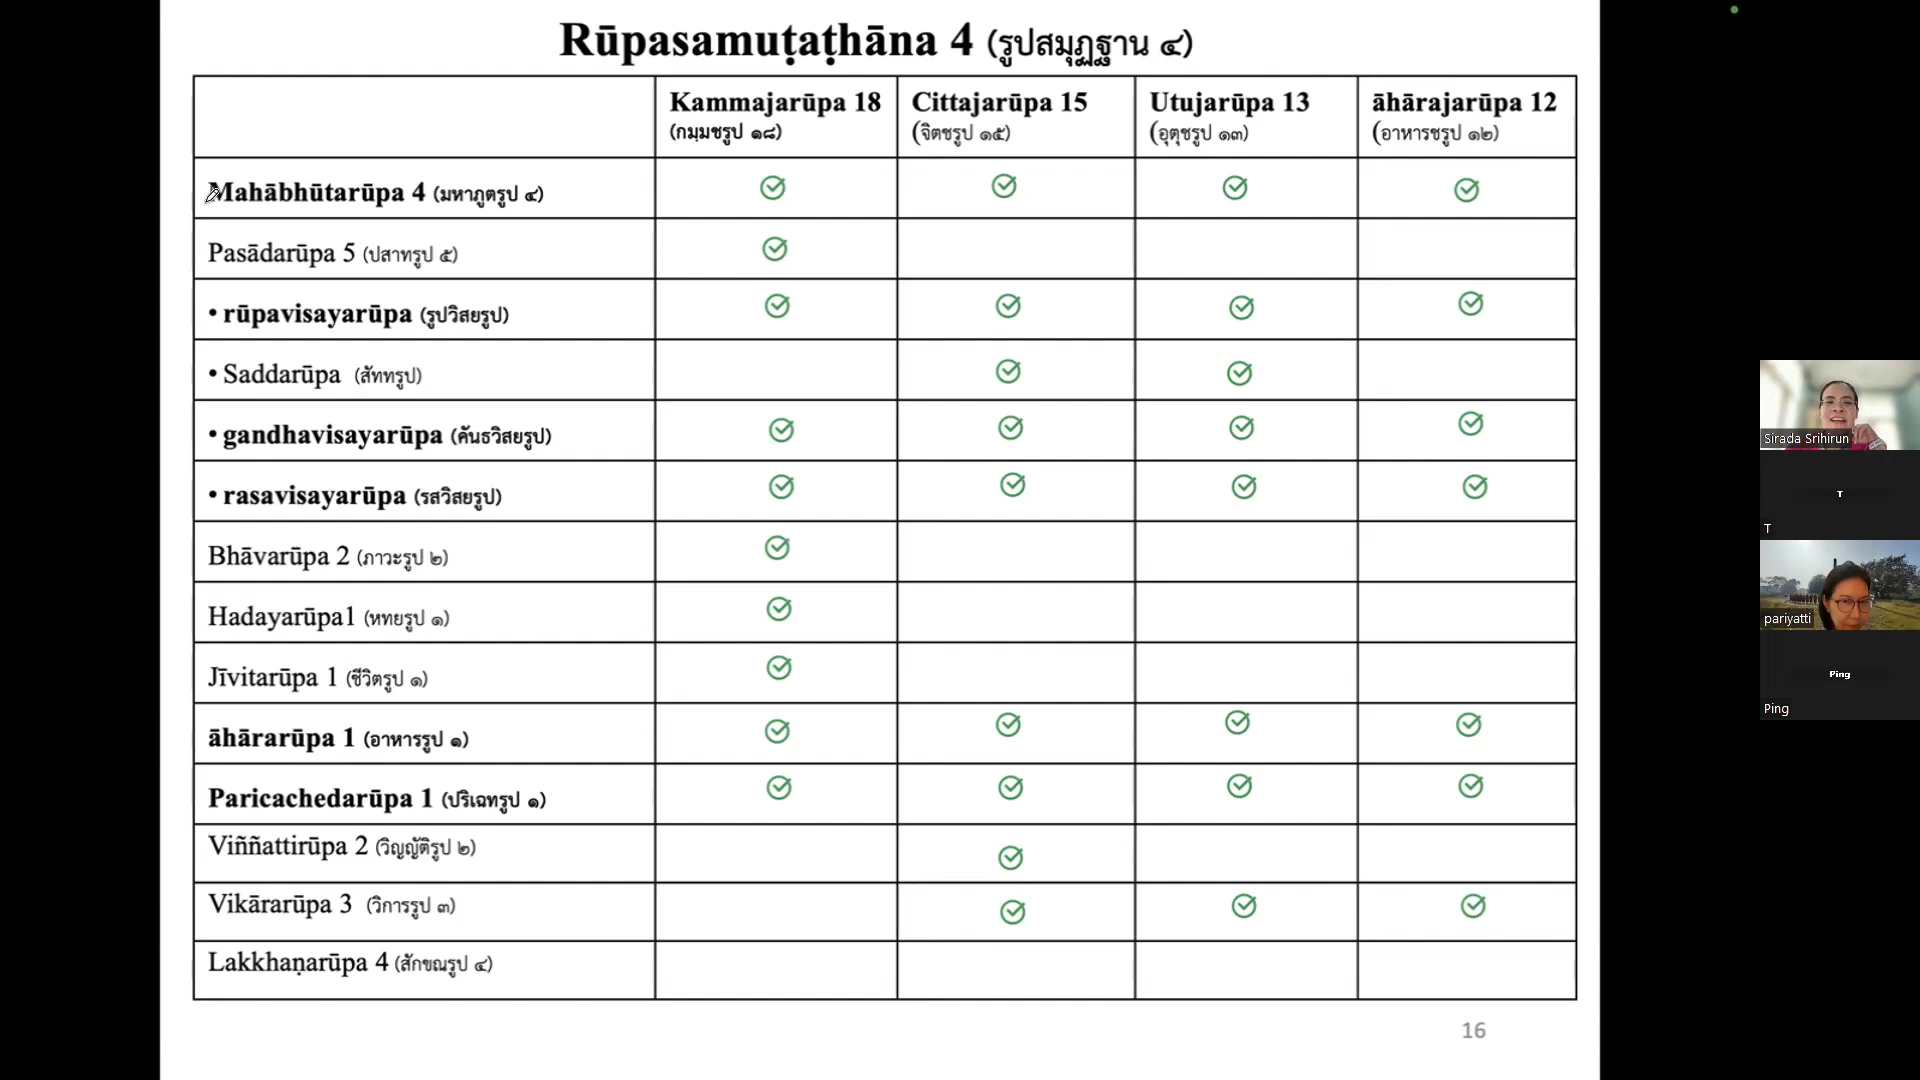 Rūpasamuṭaṭhāna 4 (รูปสมุฏฐาน ๔)
Kammajarūpa 18 Cittajarūpa 15 Utujarūpa 13 āhārajarūpa 12
(กมฺมชรูป ๑๘) (จิตชรูป ๑๕) (อุตุชรูป ๑๓) (อาหารชรูป ๑๒)
Mahābhūtarūpa 4 (มหาภูตรูป ๔)
Pasādarūpa 5 (ปสาทรูป ๕)
• rūpavisayarūpa (รูปวิสยรูป)
• Saddarūpa (สัททรูป)
• gandhavisayarūpa (คันธวิสยรูป)
• rasavisayarūpa (รสวิสยรูป)
Bhāvarūpa 2 (ภาวะรูป ๒)
Hadayarūpa1 (หทยรูป ๑)
Jīvitarūpa 1 (ชีวิตรูป ๑)
āhārarūpa 1 (อาหารรูป ๑)
Paricachedarūpa 1 (ปริเฉทรูป ๑)
Viññattirūpa 2 (วิญญัติรูป ๒)
Vikārarūpa 3 (วิการรูป ๓)
Lakkhaṇarūpa 4 (สักขณรูป ๔)
16
Sirada Srihirun
T
T
pariyatti
Ping
Ping